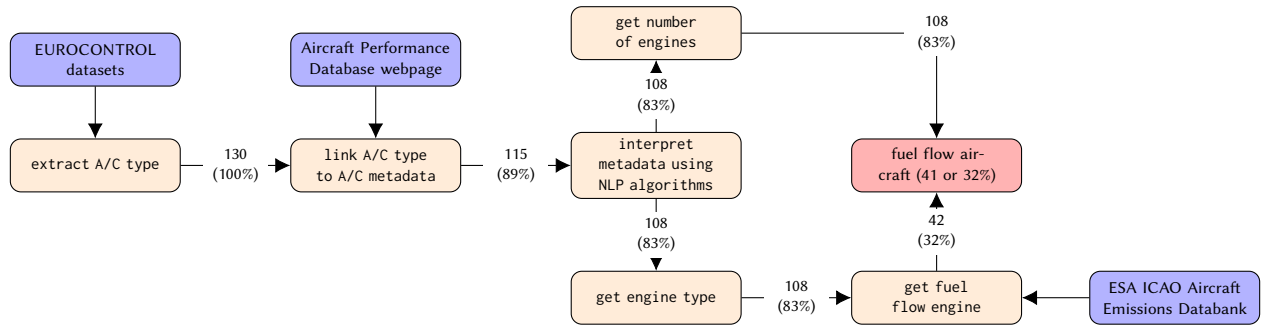 EUROCONTROL
datasets
Aircraft Performance
Database webpage
get number
of engines
108
(83%)
108
(83%)
extract A/C type
130
(100%)
link A/C type
to A/C metadata
115
(89%)
interpret
metadata using
NLP algorithms
fuel flow air-
craft (41 or 32%)
108
(83%)
42
(32%)
get engine type
108
(83%)
get fuel
flow engine
ESA ICAO Aircraft
Emissions Databank